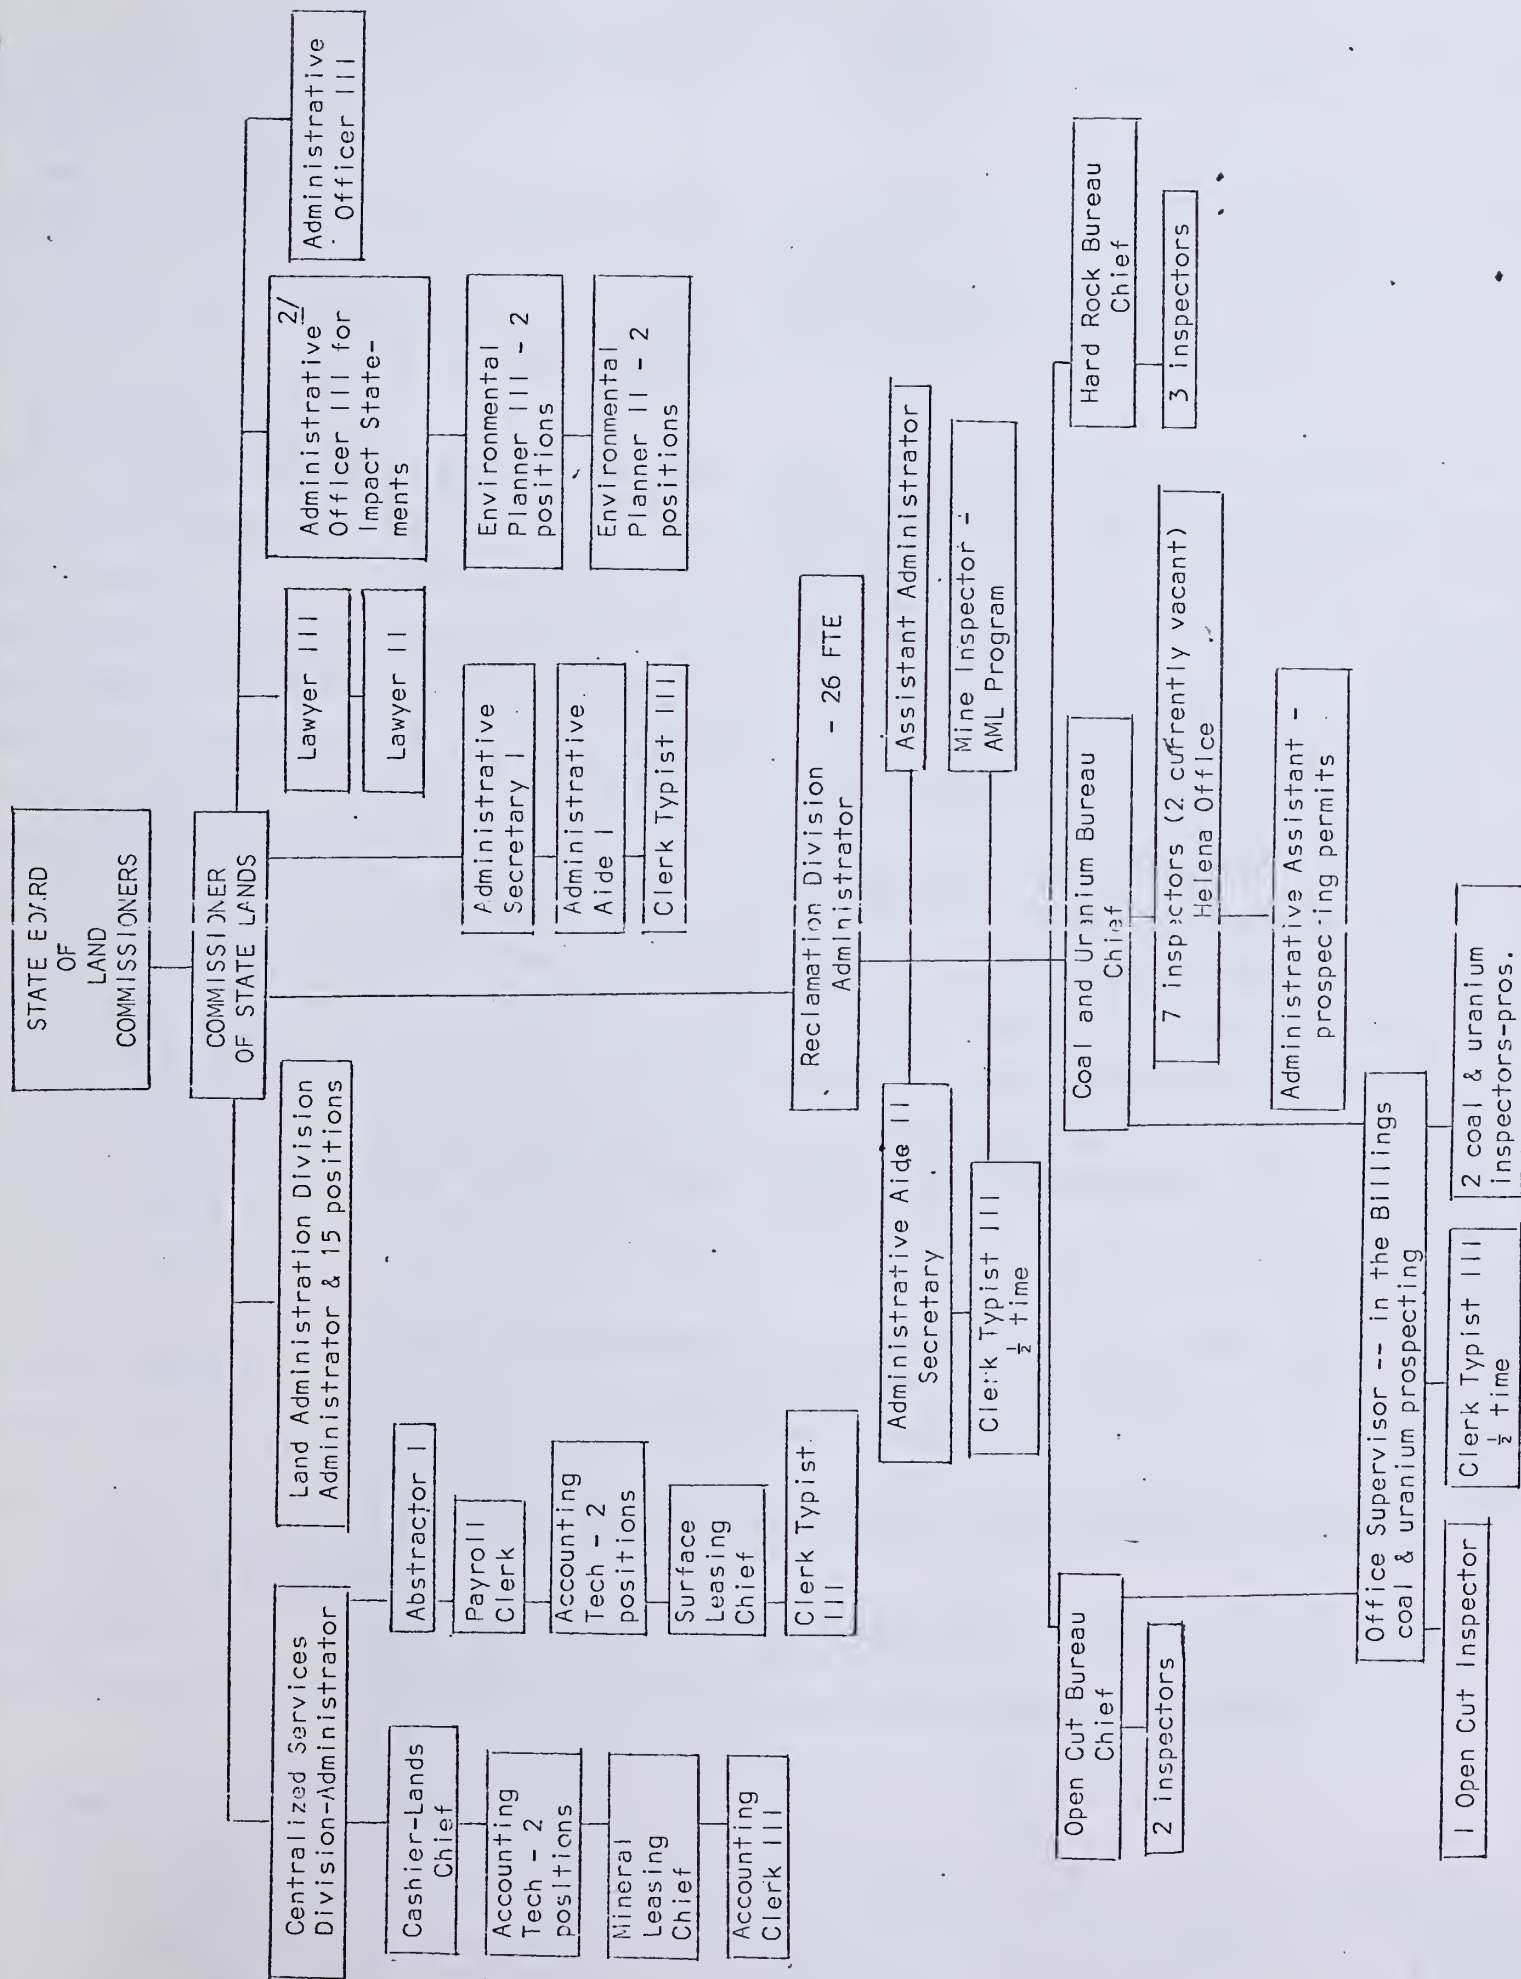 STATE BOARD
OF
LAND
COMMISSIONERS
COMMISSIONER
OF STATE LANDS
Centralized Services
Division-Administrator
Land Administration Division
Administrator & 15 positions
Lawyer III
Lawyer II
Administrative 2/
Officer III for
Impact State-
ments
Administrative
Officer III
Cashier-Lands
Chief
Accounting
Tech - 2
positions
Mineral
Leasing
Chief
Accounting
Clerk III
Abstractor I
Payroll
Clerk
Accounting
Tech - 2
positions
Surface
Leasing
Chief
Clerk Typist
III
Administrative
Secretary I
Administrative
Aide I
Clerk Typist III
Environmental
Planner III - 2
positions
Environmental
Planner II - 2
positions
Reclamation Division - 26 FTE
Administrator
Administrative Aide II
Secretary
Assistant Administrator
Clerk Typist III
½ time
Mine Inspector -
AML Program
Open Cut Bureau
Chief
2 inspectors
Coal and Uranium Bureau
Chief
7 inspectors (2 currently vacant)
Helena Office
Administrative Assistant -
prospecting permits
Hard Rock Bureau
Chief
3 inspectors
Office Supervisor -- in the Billings
coal & uranium prospecting
1 Open Cut Inspector
Clerk Typist III
½ time
2 coal & uranium
inspectors-pros.